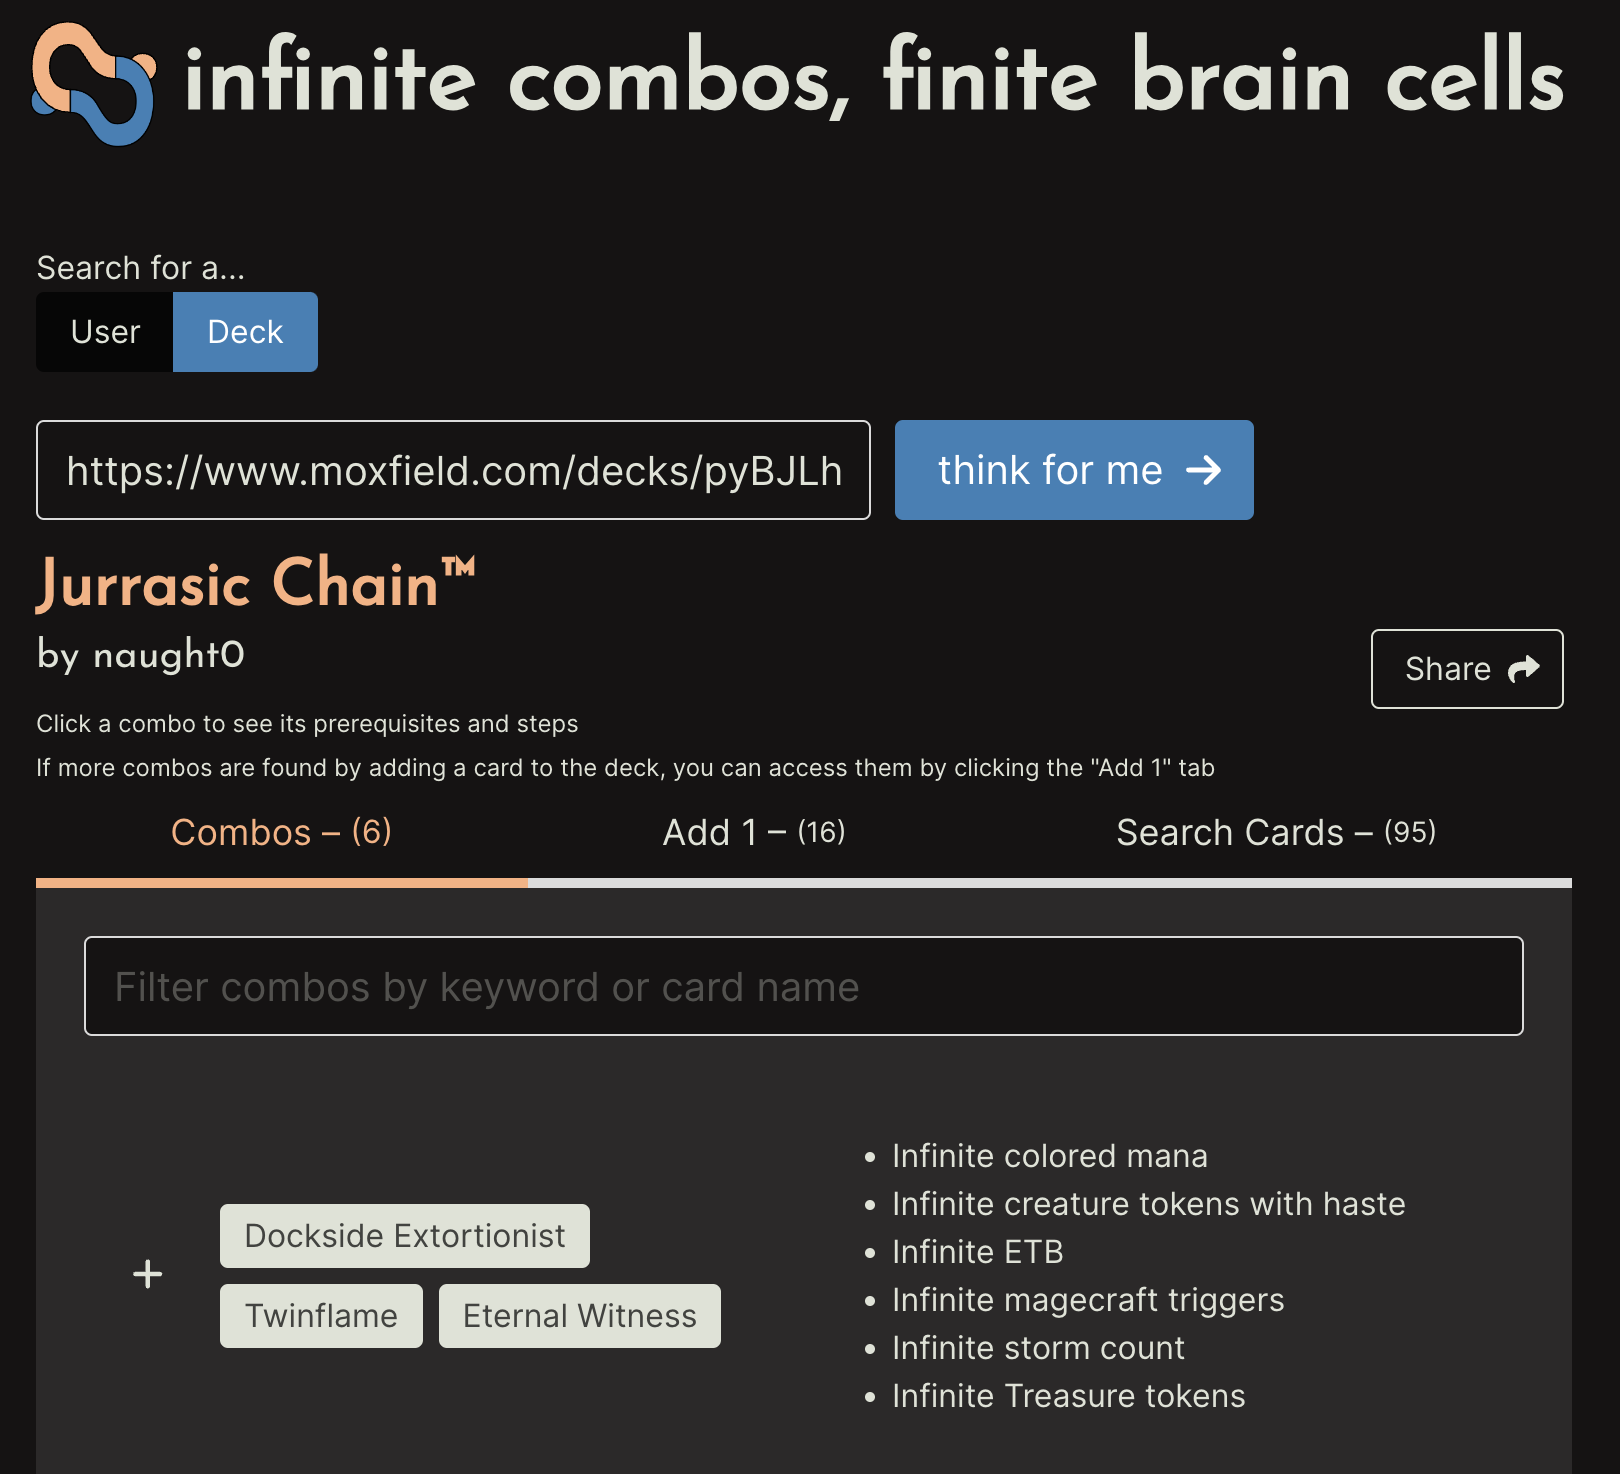 infinite combos, finite brain cells
Search for a...
User Deck
https://www.moxfield.com/decks/pyBJLh
think for me →
Jurrasic Chain™
by naught0
Share
Click a combo to see its prerequisites and steps
If more combos are found by adding a card to the deck, you can access them by clicking the "Add 1" tab
Combos – (6) Add 1 – (16) Search Cards – (95)
Filter combos by keyword or card name
+
Dockside Extortionist
Twinflame Eternal Witness
• Infinite colored mana
• Infinite creature tokens with haste
• Infinite ETB
• Infinite magecraft triggers
• Infinite storm count
• Infinite Treasure tokens